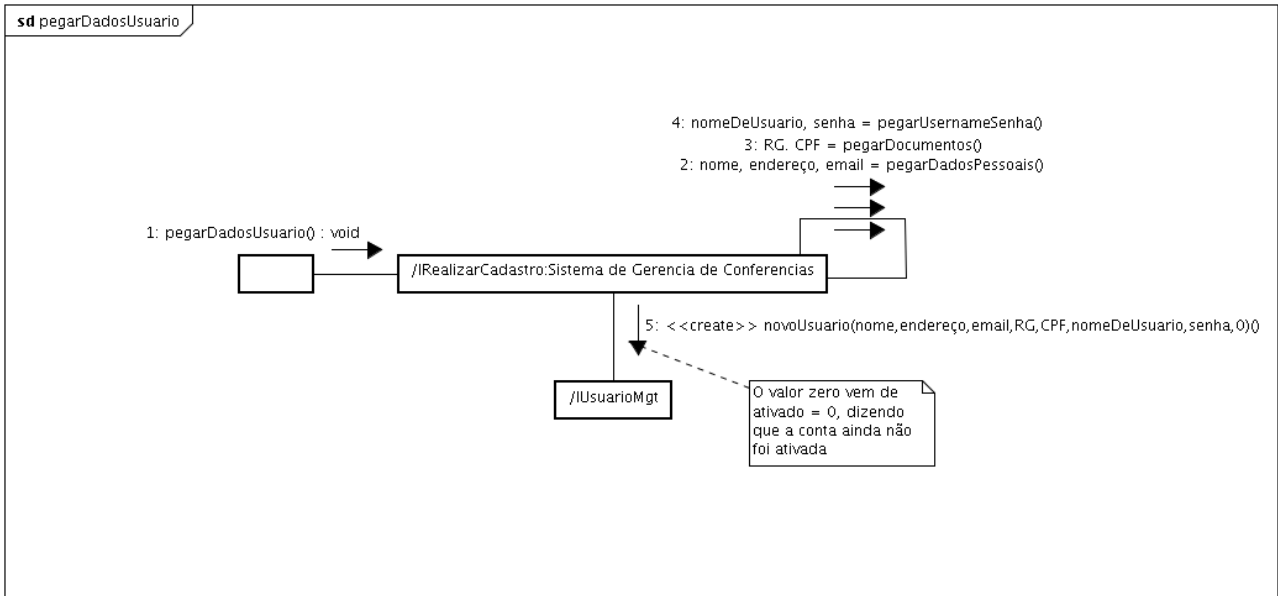 sd pegarDadosUsuario
4: nomeDeUsuario, senha = pegarUsernameSenha()
3: RG. CPF = pegarDocumentos()
2: nome, endereço, email = pegarDadosPessoais()
1: pegarDadosUsuario() : void
/IRealizarCadastro:Sistema de Gerencia de Conferencias
5: <<create>> novoUsuario(nome,endereço,email,RG,CPF,nomeDeUsuario,senha,0)()
/IUsuarioMgt
O valor zero vem de
ativado = 0, dizendo
que a conta ainda não
foi ativada